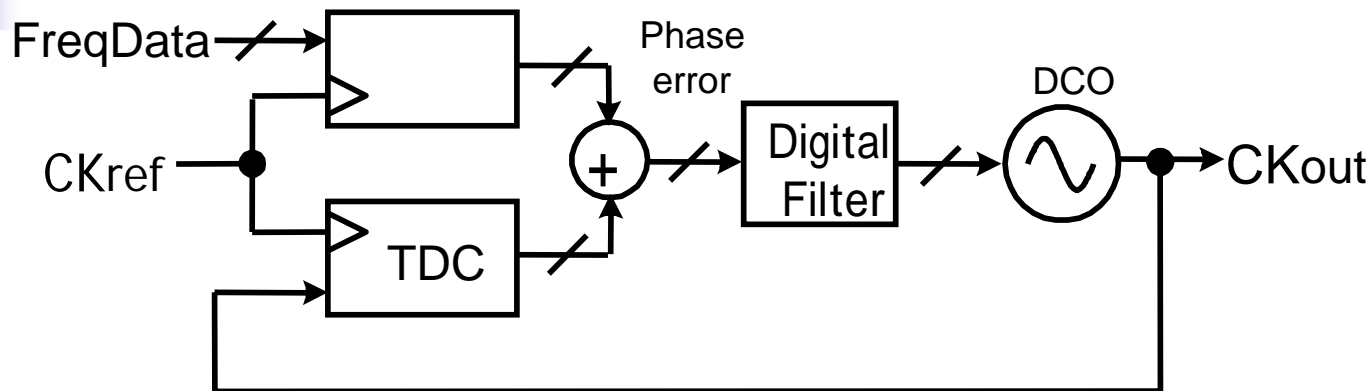 FreqData
Phase
error
DCO
CKref
+
Digital
Filter
CKout
TDC